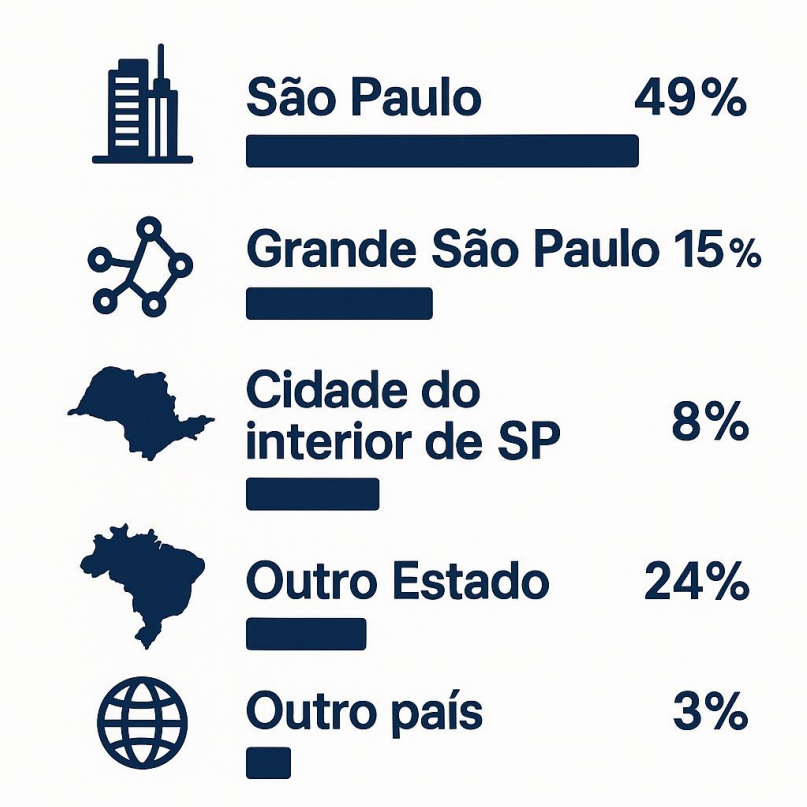 São Paulo 49%
Grande São Paulo 15%
Cidade do
interior de SP 8%
Outro Estado 24%
Outro país 3%